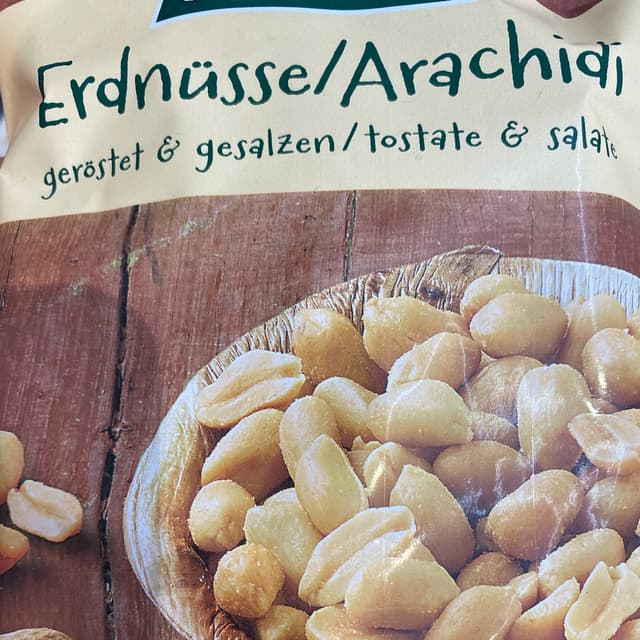 Erdnüsse/Arachidi
geröstet & gesalzen/tostate & salate